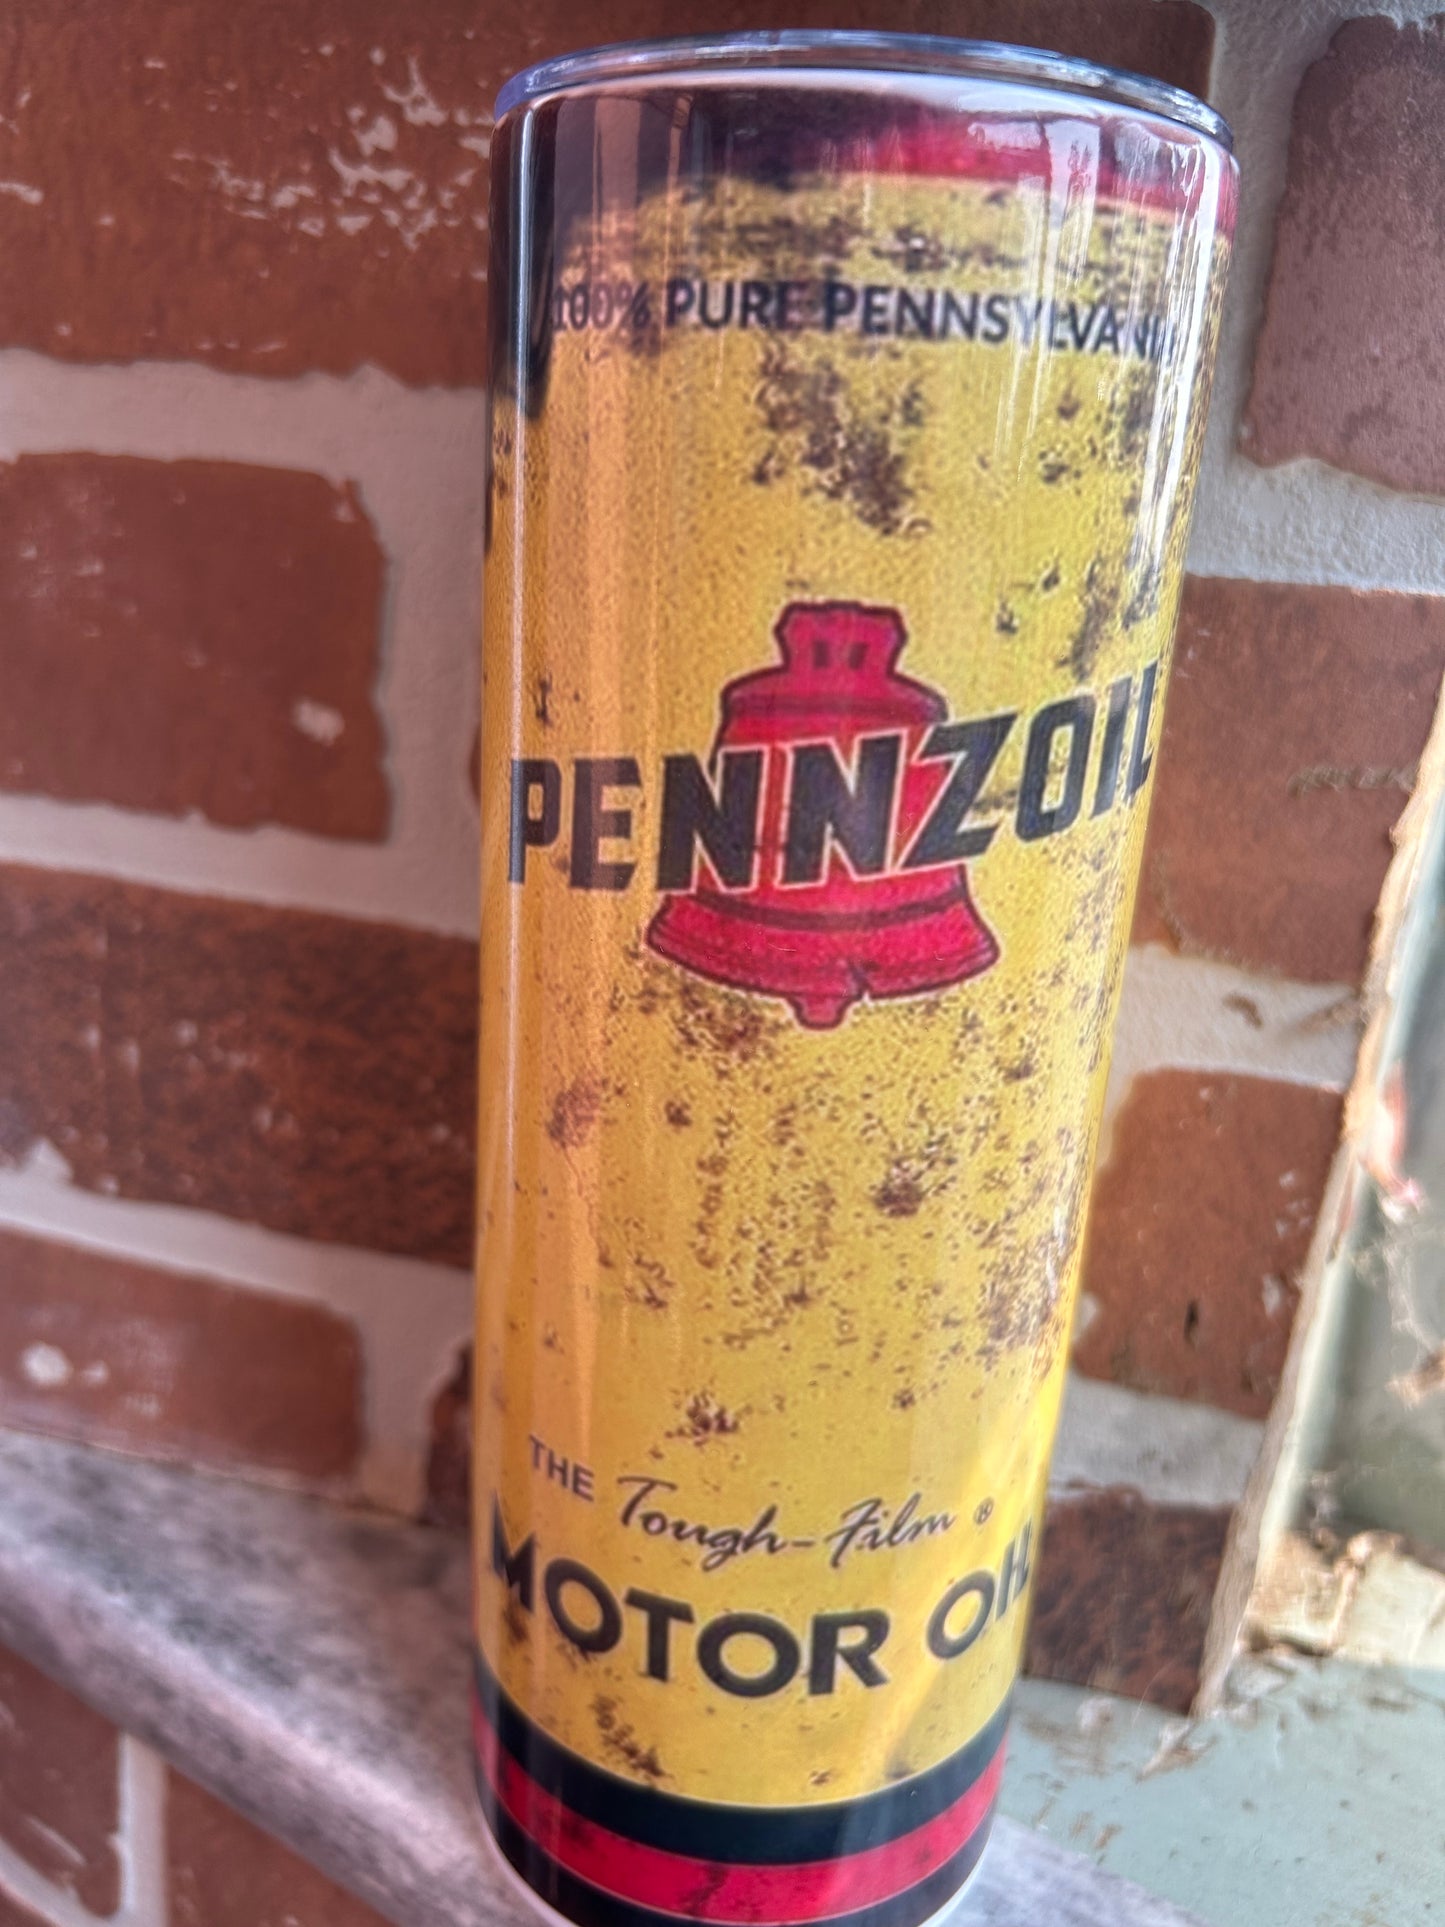 100% PURE PENNSYLVANIA
PENNZOIL
THE Tough-Film ®
MOTOR OIL